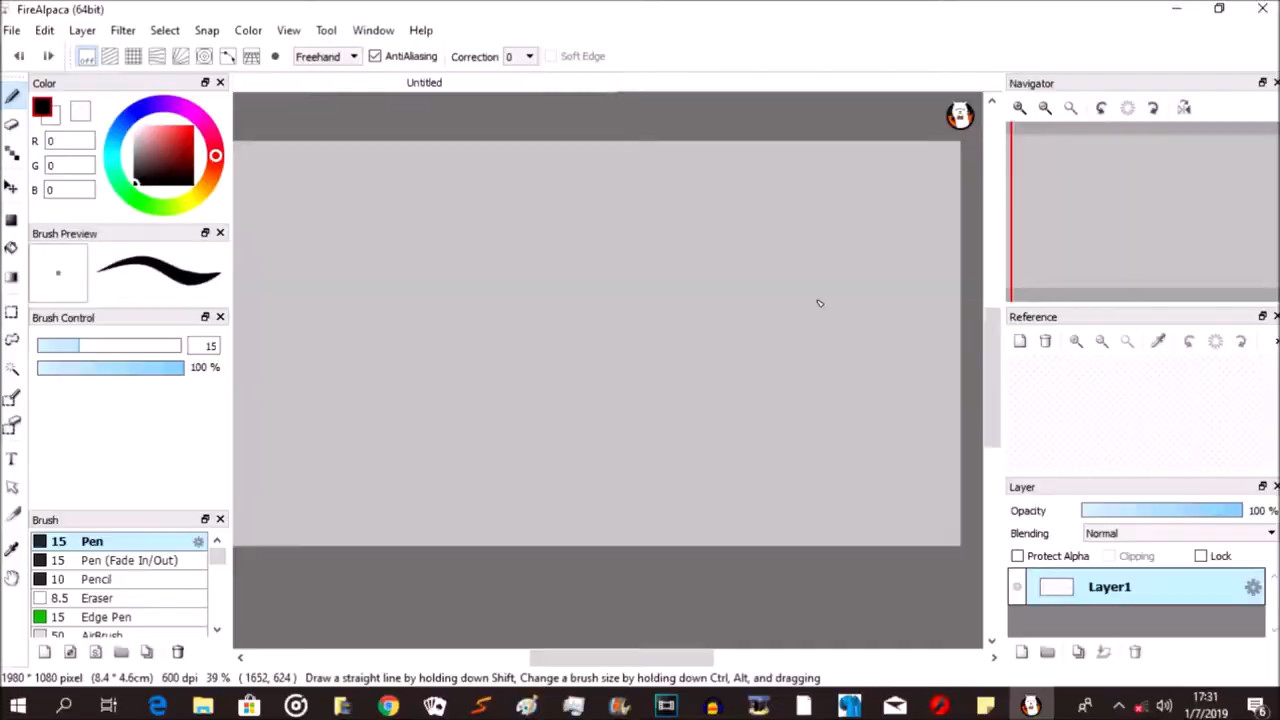 FireAlpaca (64bit)
File Edit Layer Filter Select Snap Color View Tool Window Help
off Freehand AntiAliasing Correction 0 Soft Edge
Color
Untitled
Navigator
R 0
G 0
B 0
Brush Preview
Brush Control
Reference
15
100 %
Layer
Opacity 100 %
Brush
Blending Normal
15 Pen
Protect Alpha Clipping Lock
15 Pen (Fade In/Out)
10 Pencil
Layer1
8.5 Eraser
15 Edge Pen
50 AirBrush
1980 * 1080 pixel (8.4 * 4.6cm) 600 dpi 39 % ( 1652, 624 ) Draw a straight line by holding down Shift, Change a brush size by holding down Ctrl, Alt, and dragging
17:31
1/7/2019
6